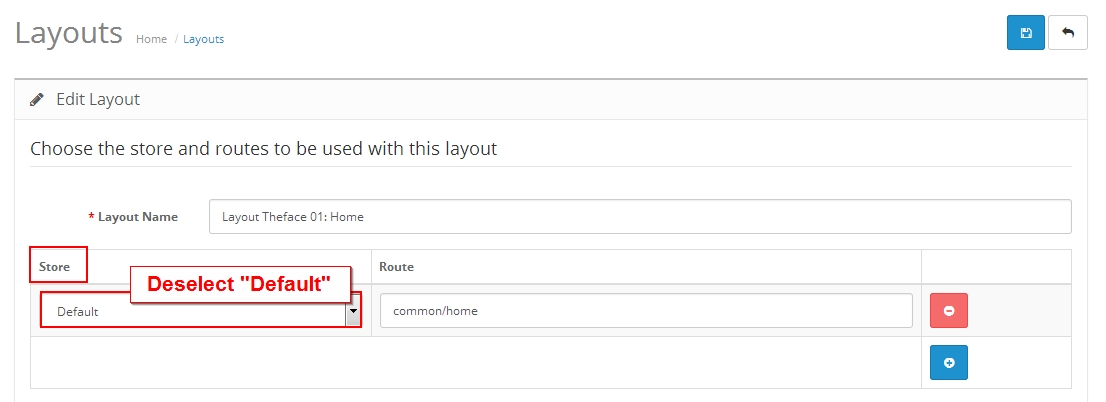 Layouts Home / Layouts
Edit Layout
Choose the store and routes to be used with this layout
* Layout Name Layout Theface 01: Home
Store Route
Deselect "Default"
Default common/home